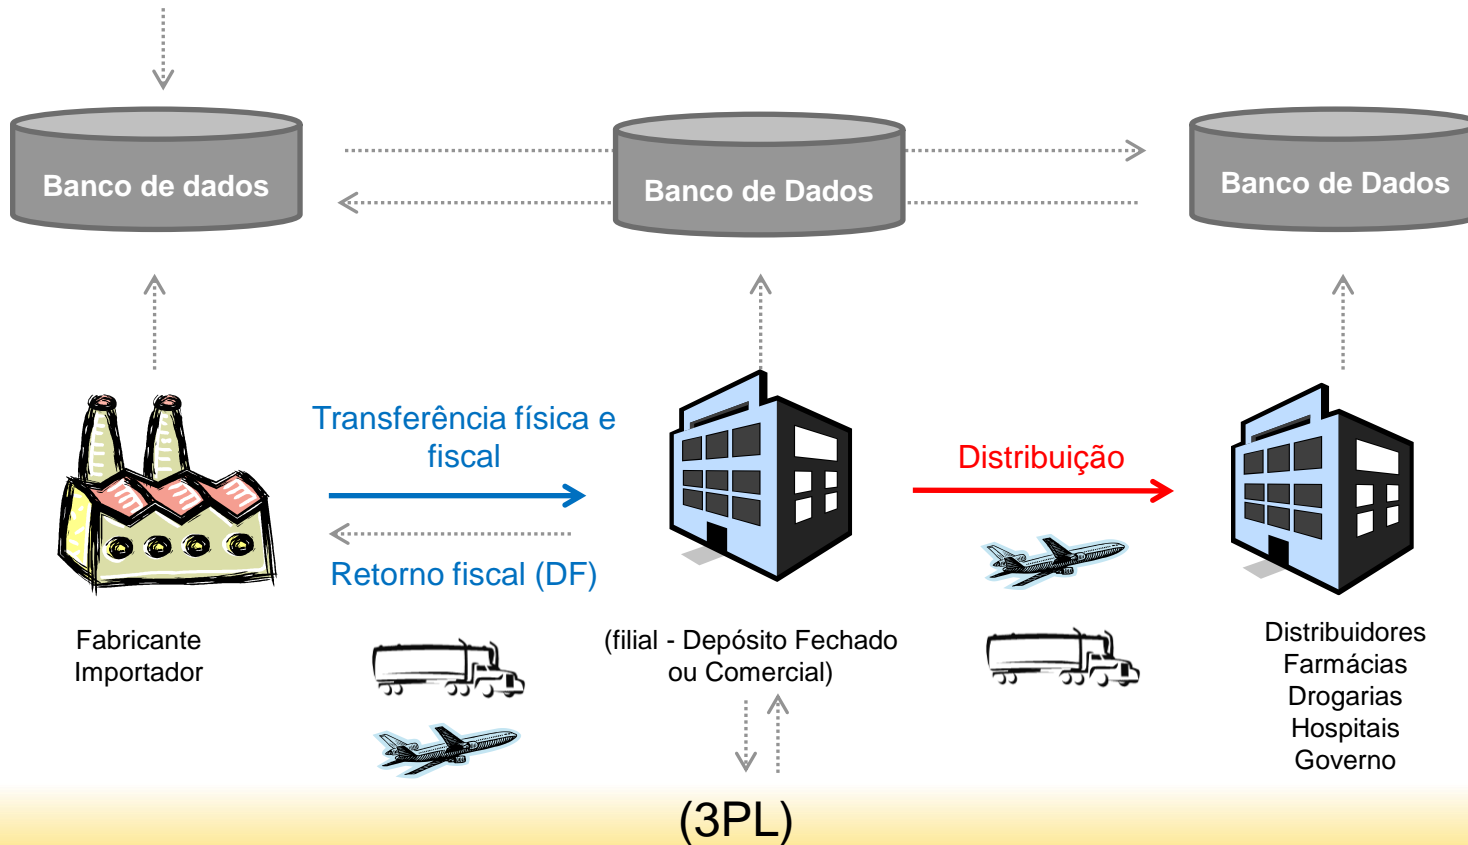 Banco de dados
Banco de Dados
Banco de Dados
Transferência física e
fiscal
Distribuição
Retorno fiscal (DF)
Fabricante
Importador
(filial - Depósito Fechado
ou Comercial)
Distribuidores
Farmácias
Drogarias
Hospitais
Governo
(3PL)